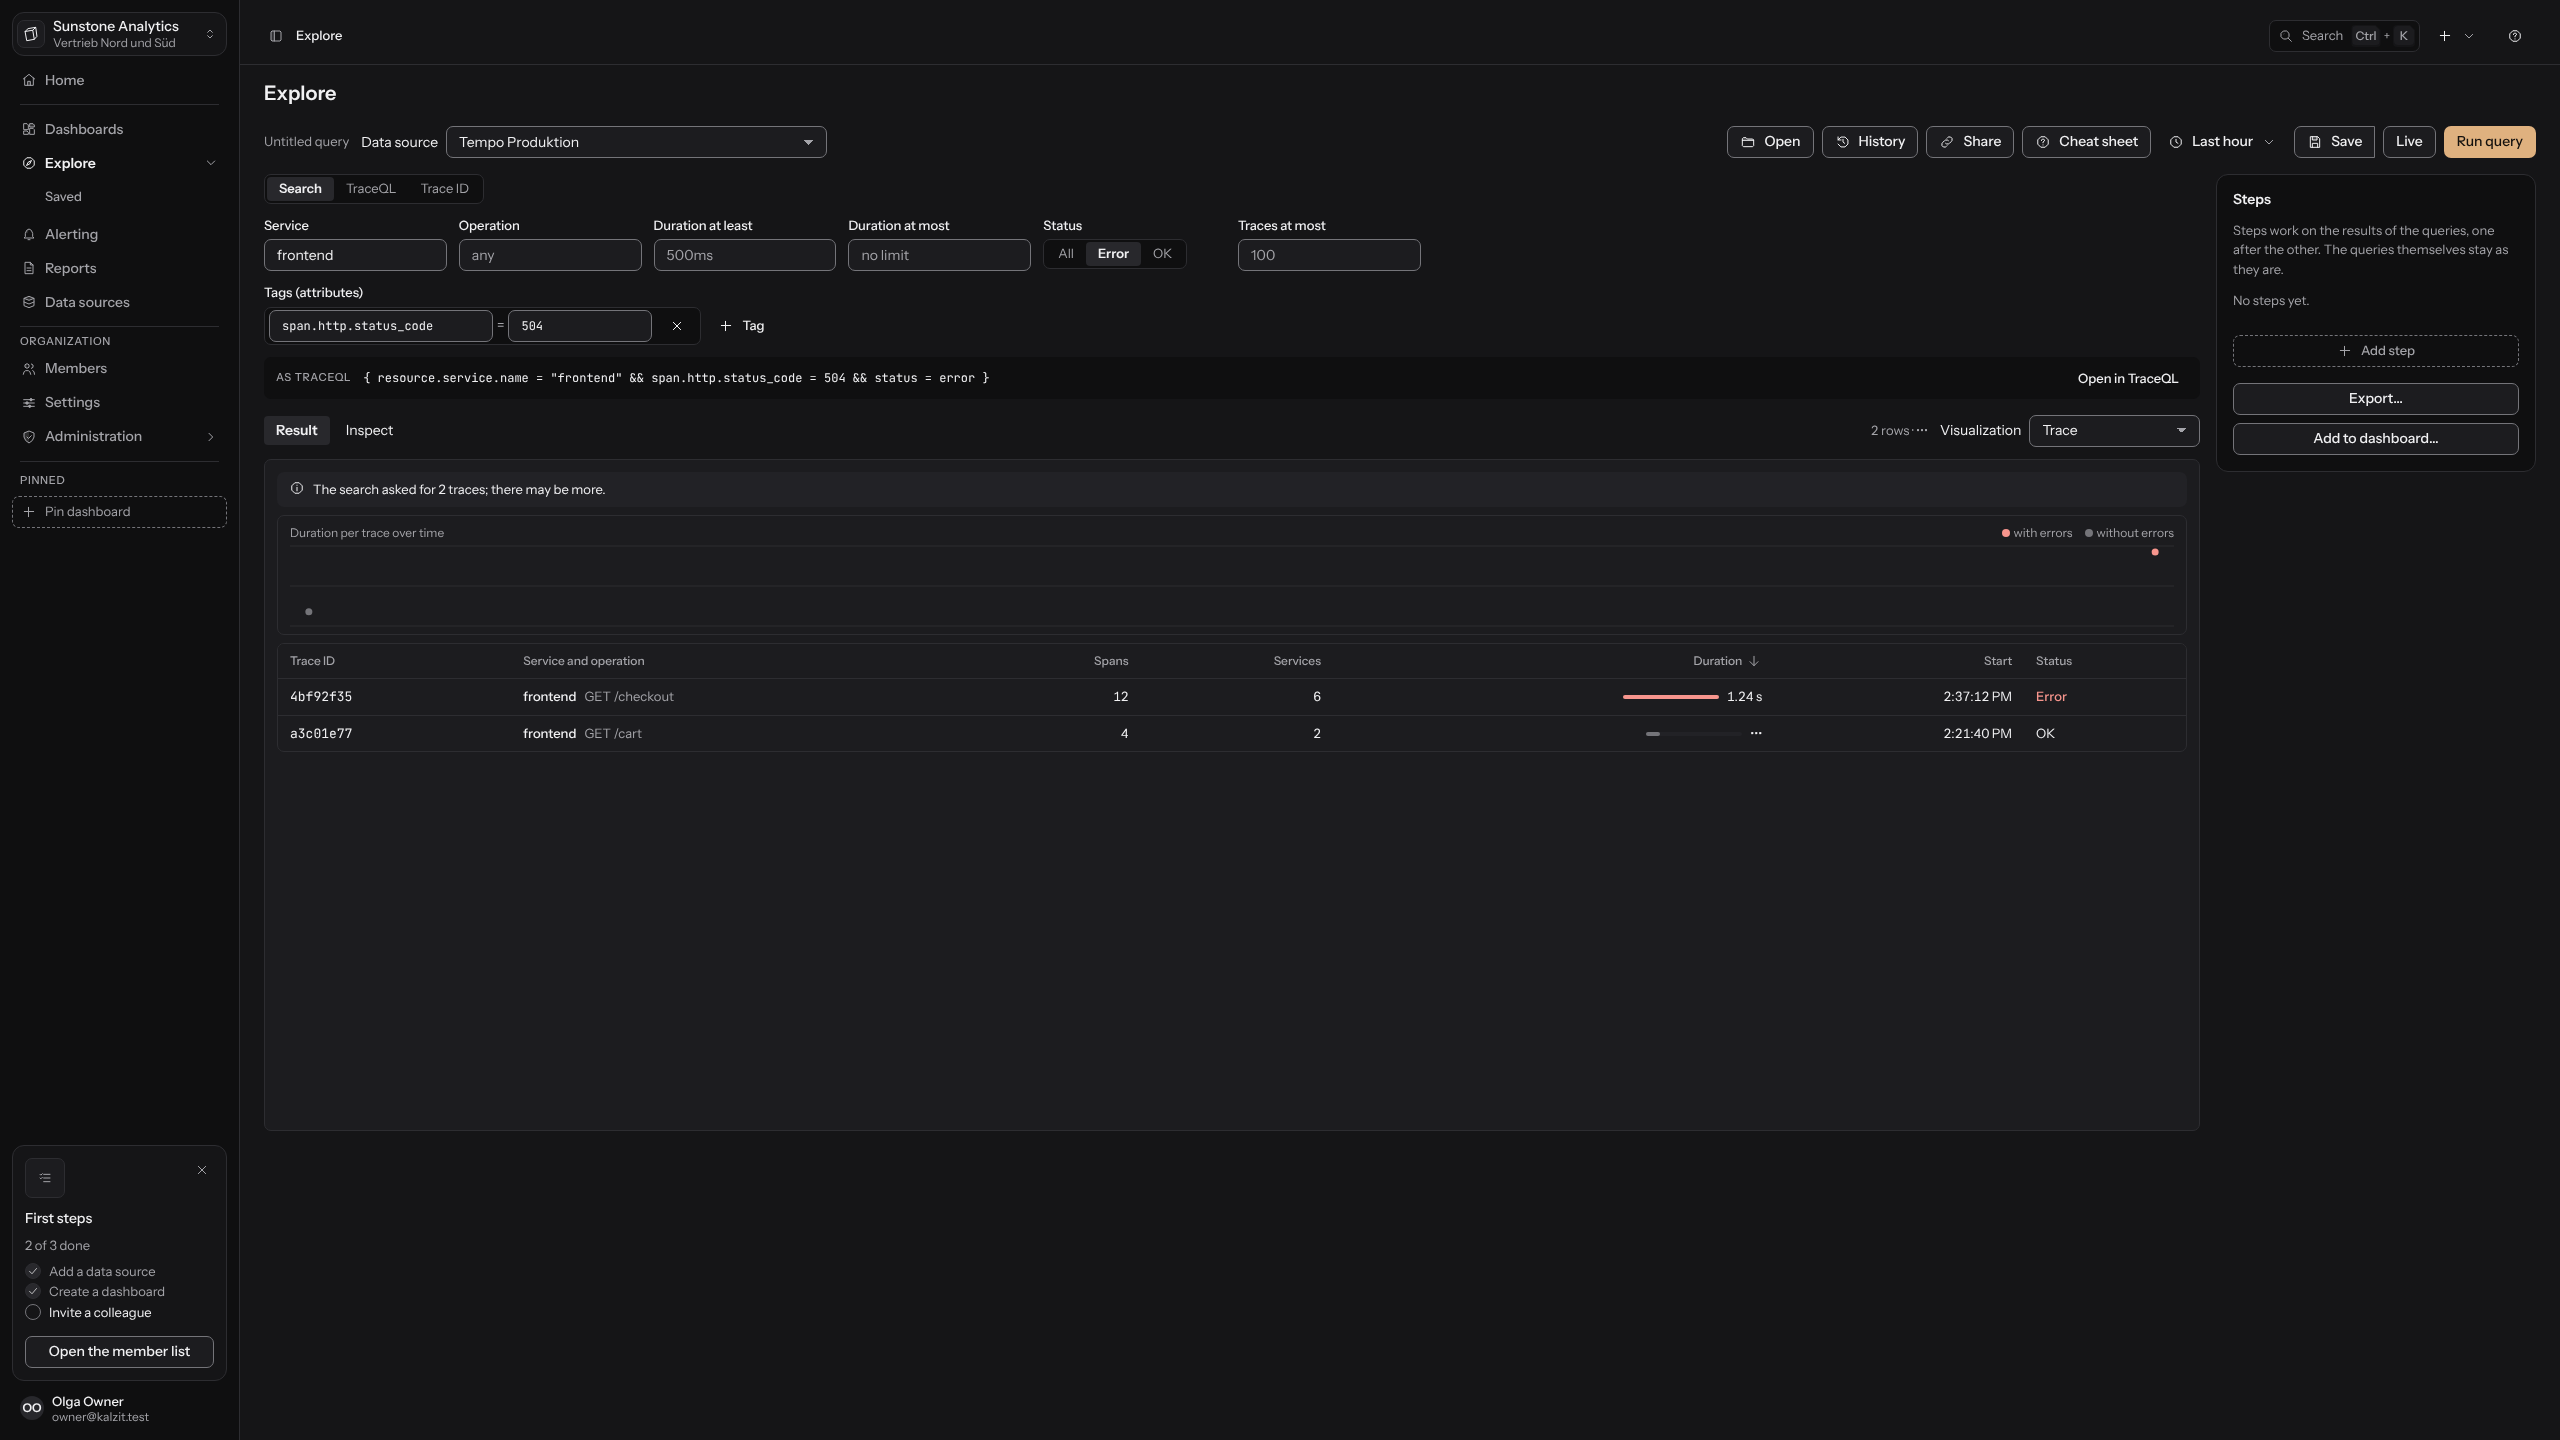 Sunstone Analytics
Vertrieb Nord und Süd
Home
Dashboards
Explore
Saved
Alerting
Reports
Data sources
ORGANIZATION
Members
Settings
Administration
PINNED
Pin dashboard
First steps
2 of 3 done
Add a data source
Create a dashboard
Invite a colleague
Open the member list
OO
Olga Owner
owner@kalzit.test
Explore
Search Ctrl + K
Explore
Untitled query Data source Tempo Produktion
Open History Share Cheat sheet Last hour Save Live Run query
Search TraceQL Trace ID
Service Operation Duration at least Duration at most Status Traces at most
frontend any 500ms no limit All Error OK 100
Tags (attributes)
span.http.status_code = 504 Tag
AS TRACEQL { resource.service.name = "frontend" && span.http.status_code = 504 && status = error } Open in TraceQL
Result Inspect 2 rows · ··· Visualization Trace
The search asked for 2 traces; there may be more.
Duration per trace over time with errors without errors
Trace ID Service and operation Spans Services Duration ↓ Start Status
4bf92f35 frontend GET /checkout 12 6 1.24 s 2:37:12 PM Error
a3c01e77 frontend GET /cart 4 2 ··· 2:21:40 PM OK
Steps
Steps work on the results of the queries, one
after the other. The queries themselves stay as
they are.
No steps yet.
Add step
Export...
Add to dashboard...